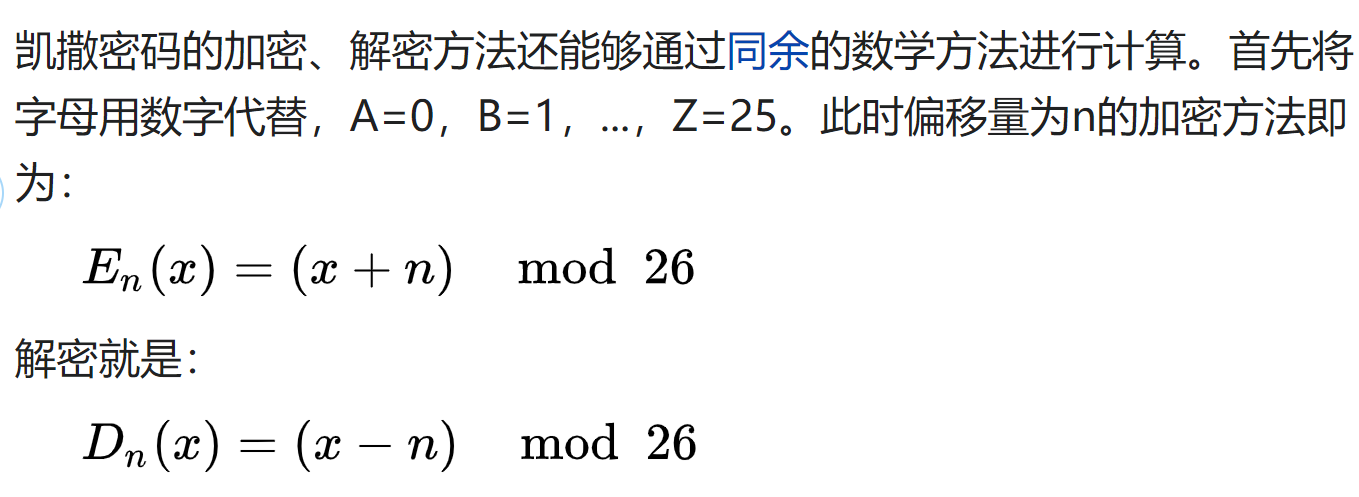 凯撒密码的加密、解密方法还能够通过同余的数学方法进行计算。首先将
字母用数字代替，A=0，B=1，...，Z=25。此时偏移量为n的加密方法即
为：
Eₙ(x) = (x + n) mod 26
解密就是：
Dₙ(x) = (x − n) mod 26